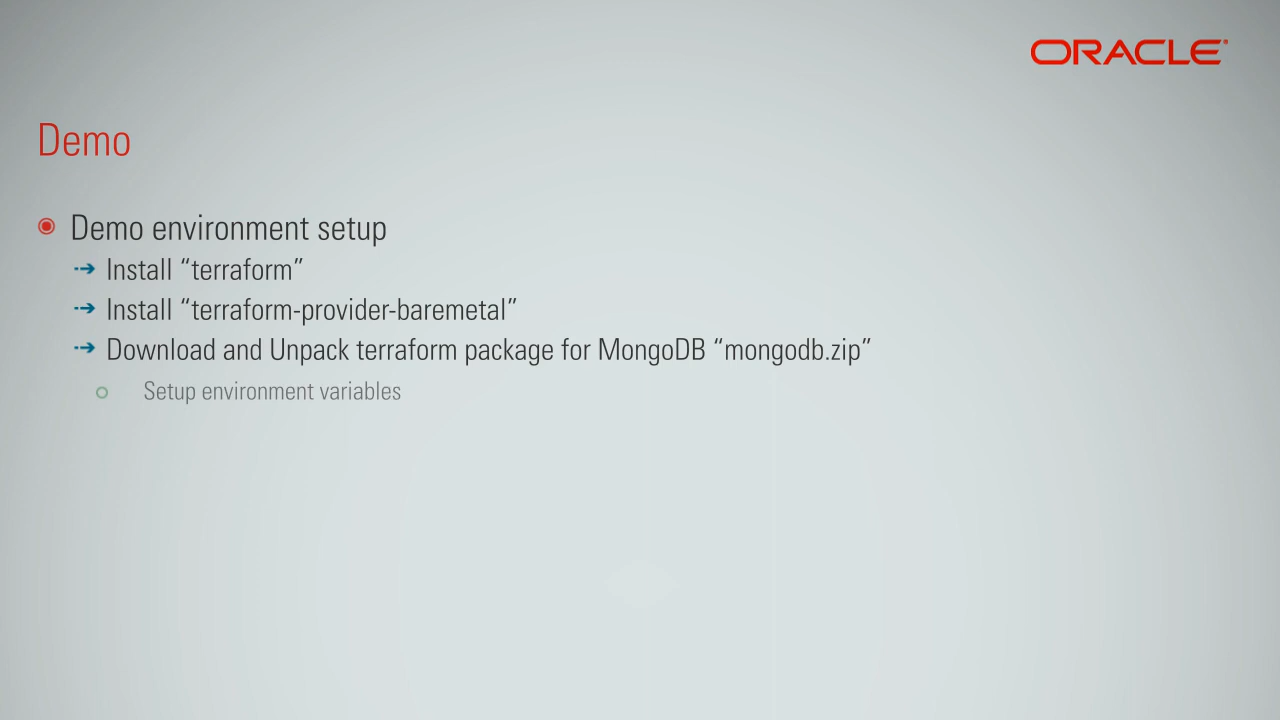 ORACLE
Demo
Demo environment setup
Install “terraform”
Install “terraform-provider-baremetal”
Download and Unpack terraform package for MongoDB “mongodb.zip”
Setup environment variables